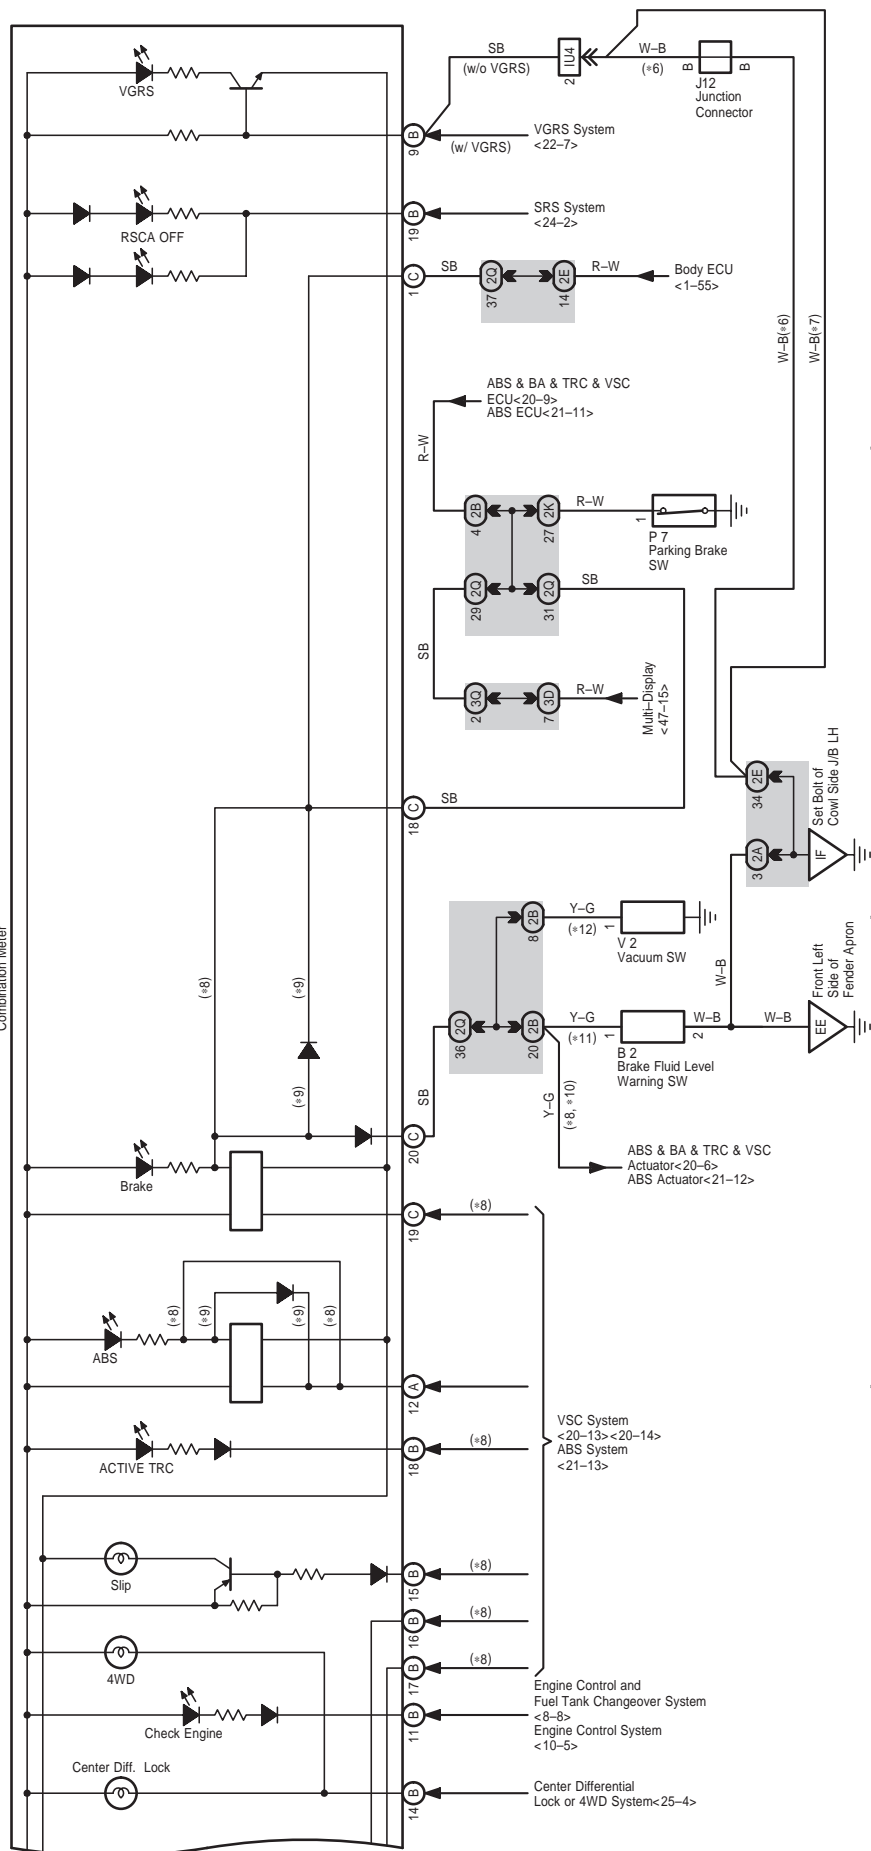 SB
(w/o VGRS)
2
IU4
W–B
(∗6)
B
B
J12
Junction
Connector
VGRS
9
B
(w/ VGRS)
VGRS System
<22–7>
RSCA OFF
19
B
SRS System
<24–2>
1
C
SB
37
2Q
14
2E
R–W
Body ECU
<1–55>
W–B(∗6)
W–B(∗7)
ABS & BA & TRC & VSC
ECU<20–9>
ABS ECU<21–11>
R–W
4
2B
27
2K
R–W
1
P 7
Parking Brake
SW
29
2Q
31
2Q
SB
SB
2
3Q
7
3D
R–W
Multi–Display
<47–15>
18
C
SB
34
2E
Set Bolt of
Cowl Side J/B LH
3
2A
IF
Combination Meter
(∗8)
(∗9)
8
2B
Y–G
(∗12)
1
V 2
Vacuum SW
W–B
Front Left
Side of
Fender Apron
36
2Q
20
2B
Y–G
(∗11)
1
B 2
Brake Fluid Level
Warning SW
W–B
2
W–B
EE
(∗9)
SB
Y–G
(∗8, ∗10)
20
C
Brake
ABS & BA & TRC & VSC
Actuator<20–6>
ABS Actuator<21–12>
19
C
(∗8)
(∗8)
(∗9)
(∗9)
(∗8)
ABS
12
A
VSC System
<20–13><20–14>
ABS System
<21–13>
ACTIVE TRC
18
B
(∗8)
Slip
15
B
(∗8)
16
B
(∗8)
4WD
17
B
(∗8)
Check Engine
11
B
Engine Control and
Fuel Tank Changeover System
<8–8>
Engine Control System
<10–5>
Center Diff. Lock
14
B
Center Differential
Lock or 4WD System<25–4>